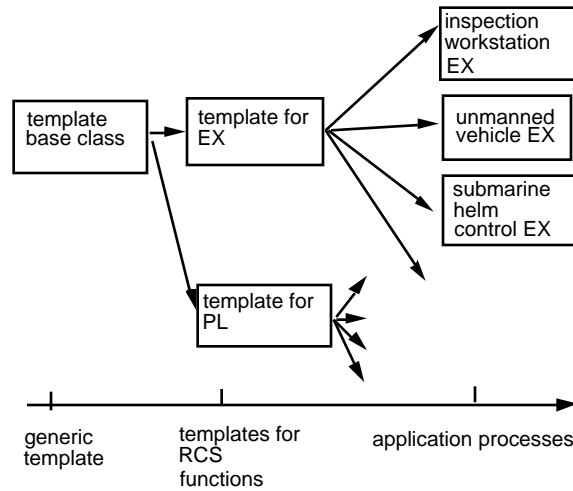 inspection
workstation
EX
template
base class
template for
EX
unmanned
vehicle EX
submarine
helm
control EX
template for
PL
generic
template
templates for
RCS
functions
application processes